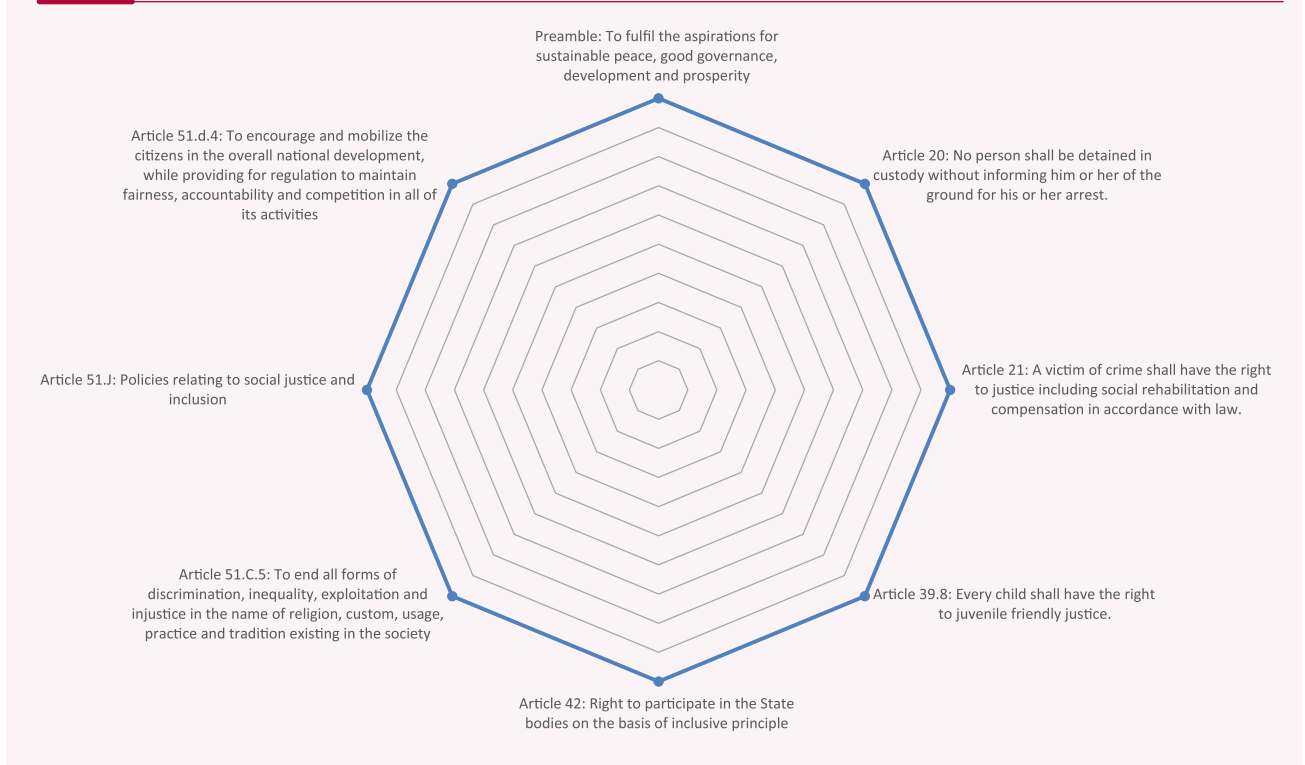 Preamble: To fulfil the aspirations for
sustainable peace, good governance,
development and prosperity
Article 20: No person shall be detained in
custody without informing him or her of the
ground for his or her arrest.
Article 21: A victim of crime shall have the right
to justice including social rehabilitation and
compensation in accordance with law.
Article 39.8: Every child shall have the right
to juvenile friendly justice.
Article 42: Right to participate in the State
bodies on the basis of inclusive principle
Article 51.C.5: To end all forms of
discrimination, inequality, exploitation and
injustice in the name of religion, custom, usage,
practice and tradition existing in the society
Article 51.J: Policies relating to social justice and
inclusion
Article 51.d.4: To encourage and mobilize the
citizens in the overall national development,
while providing for regulation to maintain
fairness, accountability and competition in all of
its activities